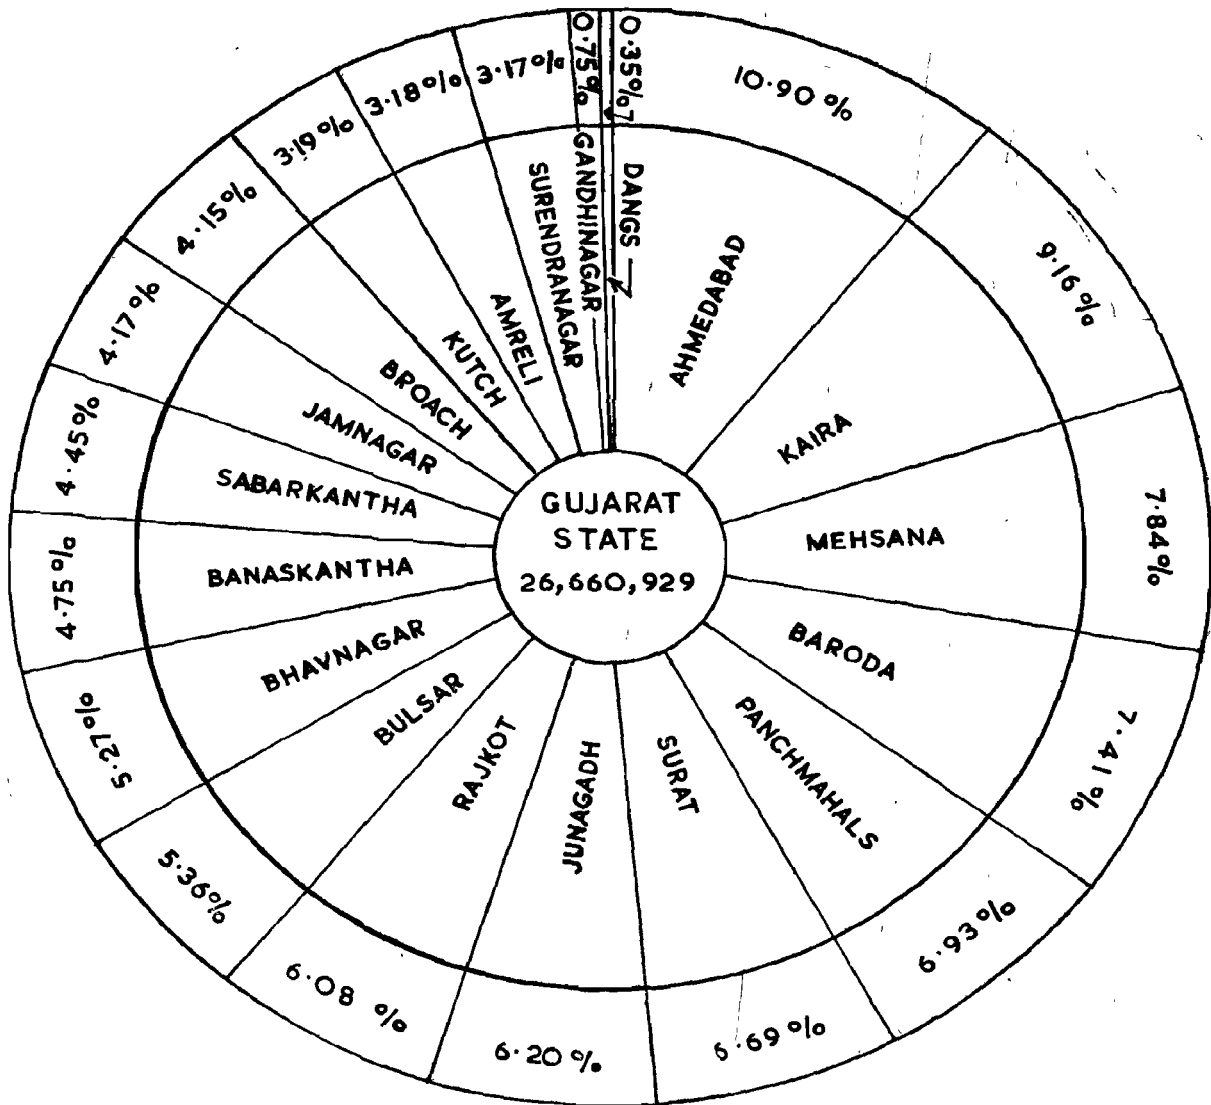 GUJARAT
STATE
26,660,929
AHMEDABAD
10.90 %
KAIRA
9.16 %
MEHSANA
7.84 %
BARODA
7.41 %
PANCHMAHALS
6.93 %
SURAT
6.69 %
JUNAGADH
6.20 %
RAJKOT
6.08 %
BULSAR
5.36%
BHAVNAGAR
5.27%
BANASKANTHA
4.75 %
SABARKANTHA
4.45 %
JAMNAGAR
4.17 %
BROACH
4.15%
KUTCH
3.19 %
AMRELI
3.18 %
SURENDRANAGAR
3.17 %
GANDHINAGAR
0.75%
DANGS
0.35%